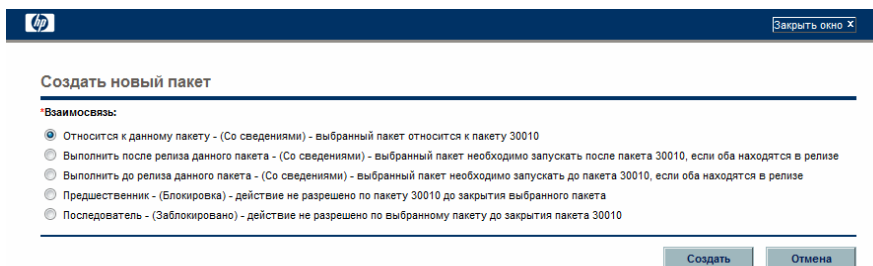 hp
Закрыть окно X
Создать новый пакет
*Взаимосвязь:
Относится к данному пакету - (Со сведениями) - выбранный пакет относится к пакету 30010
Выполнить после релиза данного пакета - (Со сведениями) - выбранный пакет необходимо запускать после пакета 30010, если оба находятся в релизе
Выполнить до релиза данного пакета - (Со сведениями) - выбранный пакет необходимо запускать до пакета 30010, если оба находятся в релизе
Предшественник - (Блокировка) - действие не разрешено по пакету 30010 до закрытия выбранного пакета
Последователь - (Заблокировано) - действие не разрешено по выбранному пакету до закрытия пакета 30010
Создать Отмена